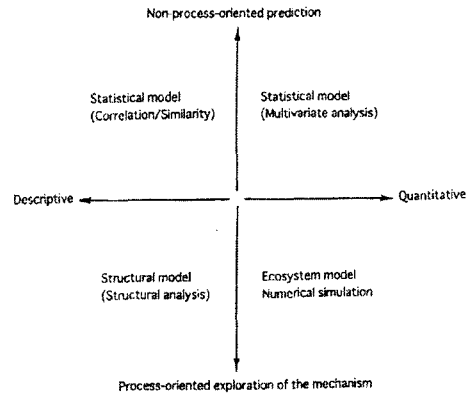 Non-process-oriented prediction
Statistical model
(Correlation/Similarity)
Statistical model
(Multivariate analysis)
Descriptive
Quantitative
Structural model
(Structural analysis)
Ecosystem model
Numerical simulation
Process-oriented exploration of the mechanism